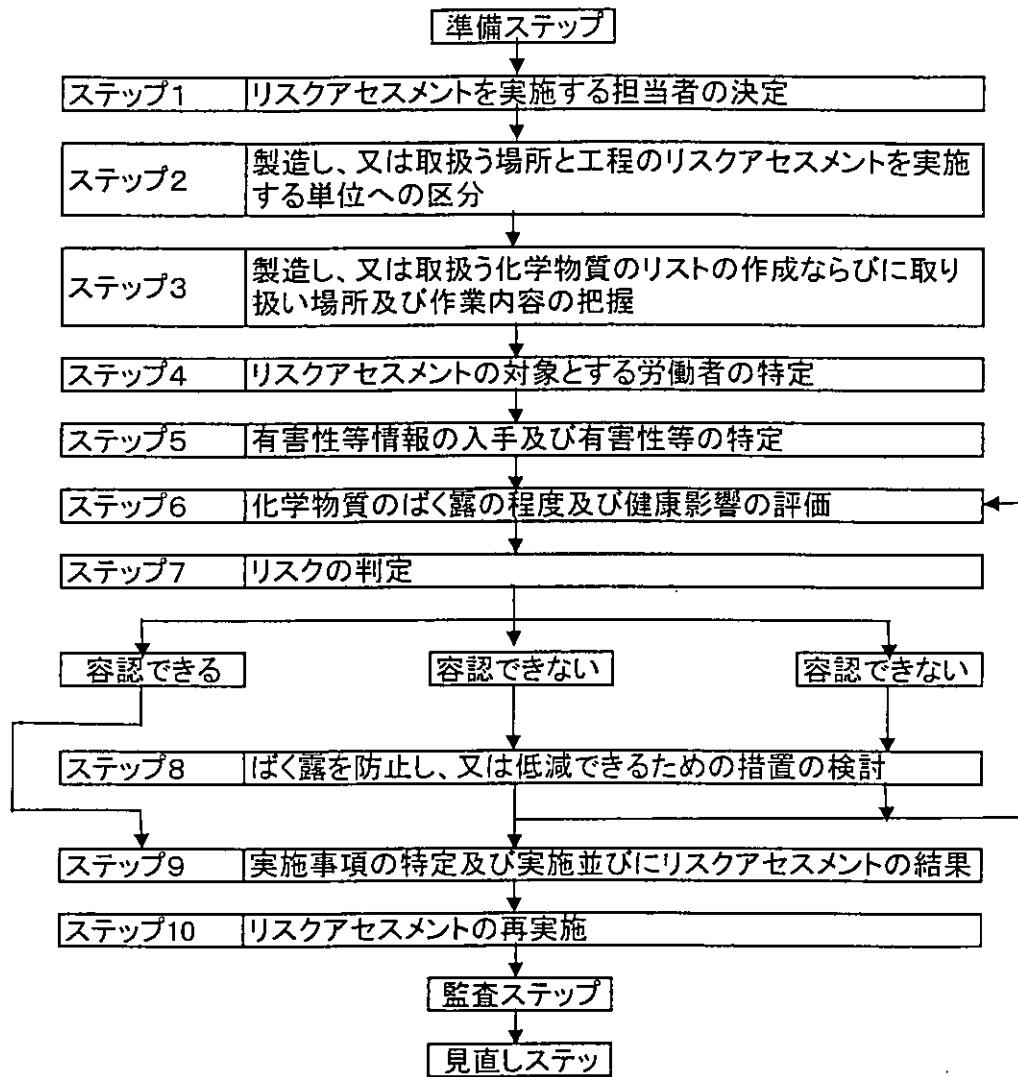 準備ステップ
ステップ1 リスクアセスメントを実施する担当者の決定
ステップ2 製造し、又は取扱う場所と工程のリスクアセスメントを実施
する単位への区分
ステップ3 製造し、又は取扱う化学物質のリストの作成ならびに取り
扱い場所及び作業内容の把握
ステップ4 リスクアセスメントの対象とする労働者の特定
ステップ5 有害性等情報の入手及び有害性等の特定
ステップ6 化学物質のばく露の程度及び健康影響の評価
ステップ7 リスクの判定
容認できる 容認できない 容認できない
ステップ8 ばく露を防止し、又は低減できるための措置の検討
ステップ9 実施事項の特定及び実施並びにリスクアセスメントの結果
ステップ10 リスクアセスメントの再実施
監査ステップ
見直しステッ